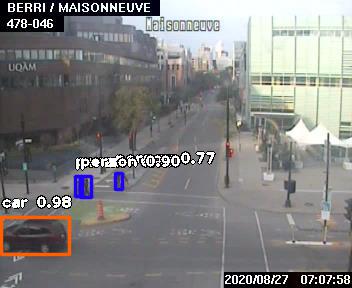 BERRI / MAISONNEUVE
478-046
Maisonneuve
UQAM
0.90
0.77
car 0.98
2020/08/27 07:07:58